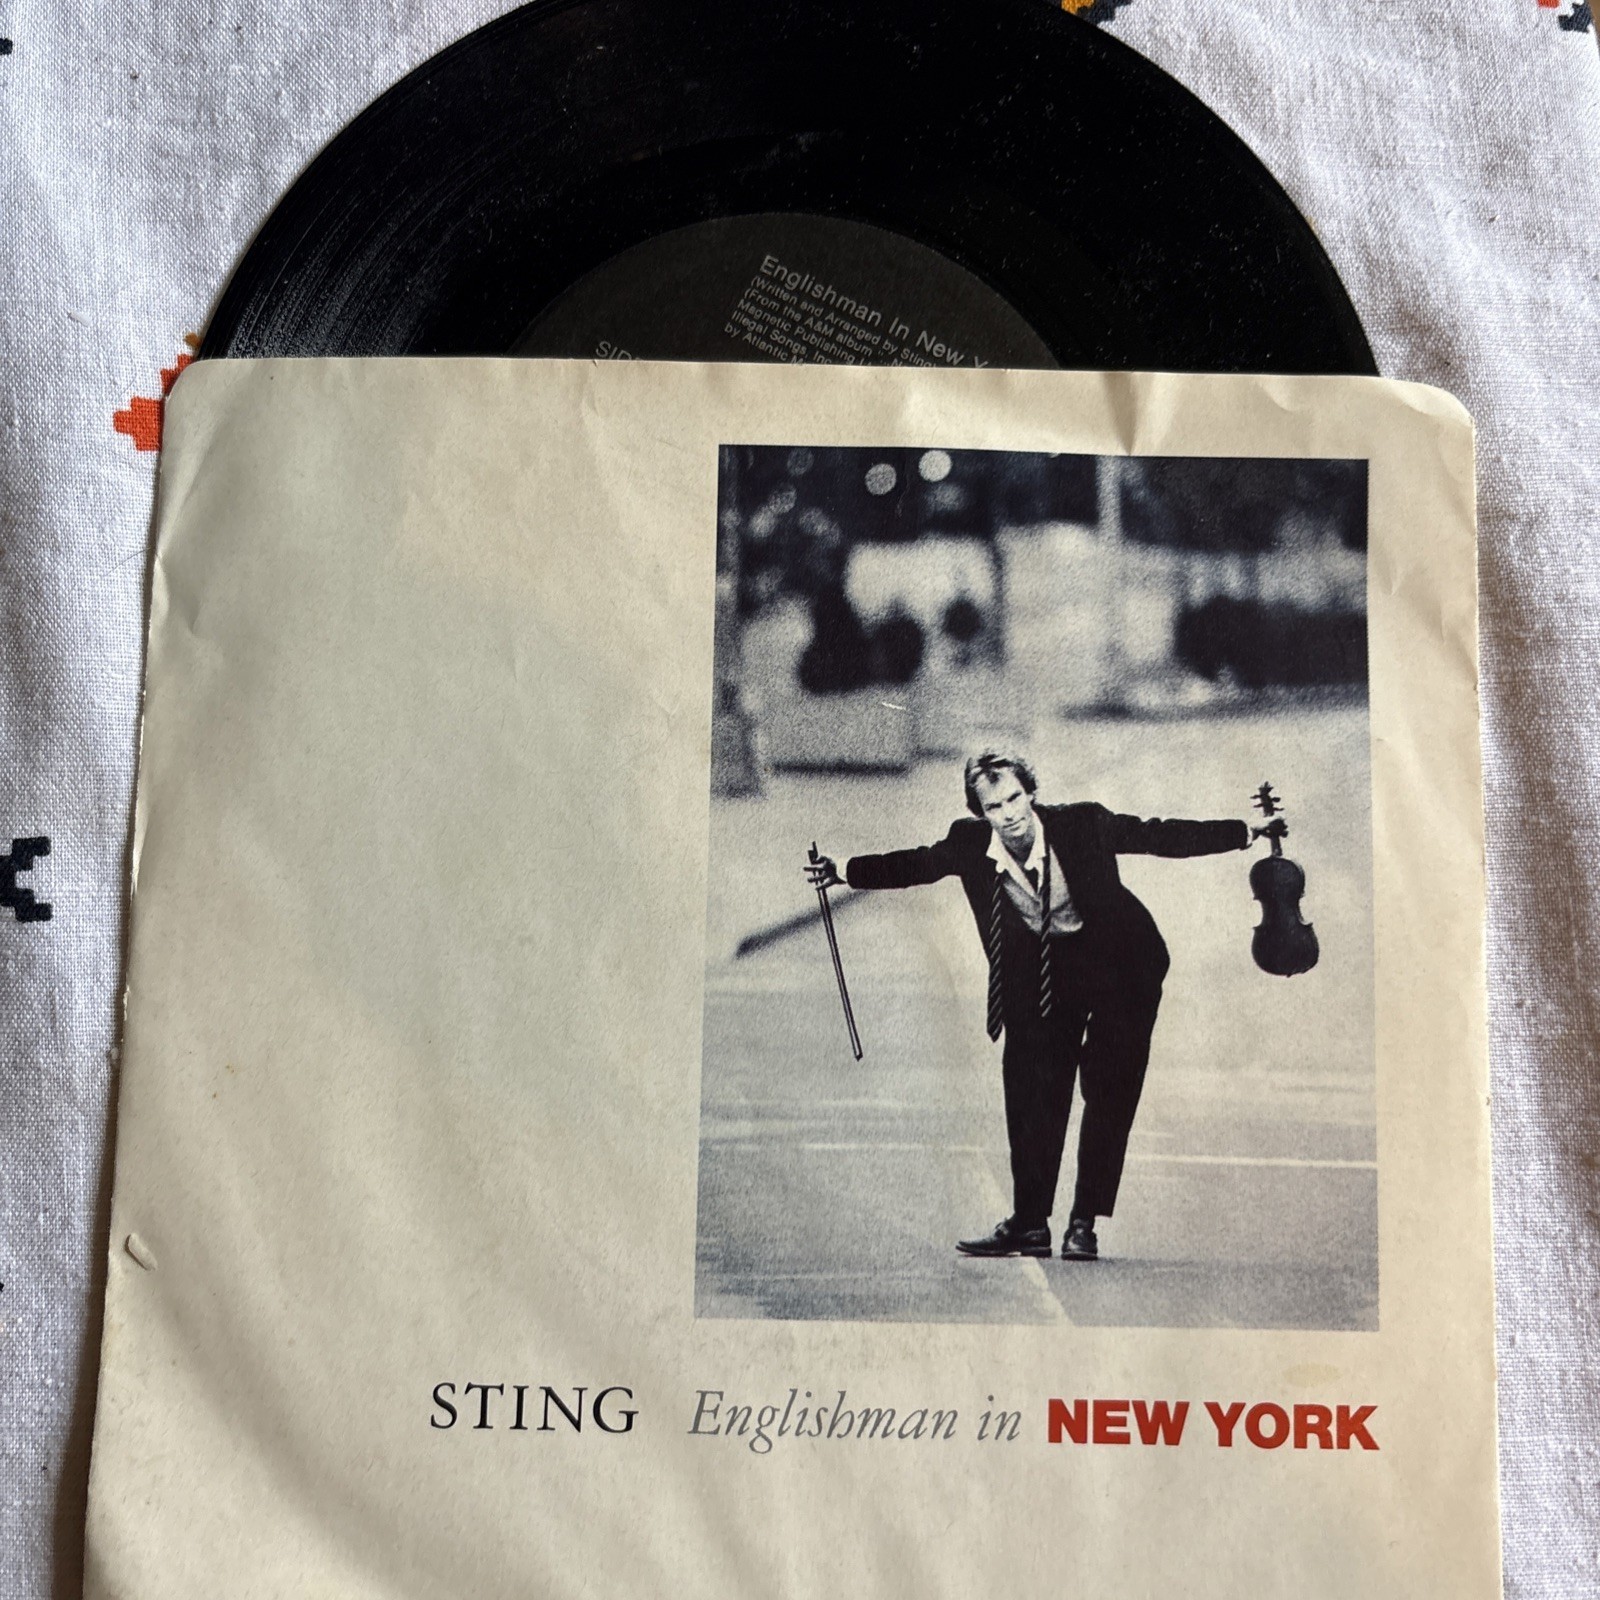 Englishman In New Y
(Written and Arranged by Sting
(From the A&M album "
Magnetic Publishing
Illegal Songs, Inc.
by Atlantic M
SIDE
STING Englishman in NEW YORK